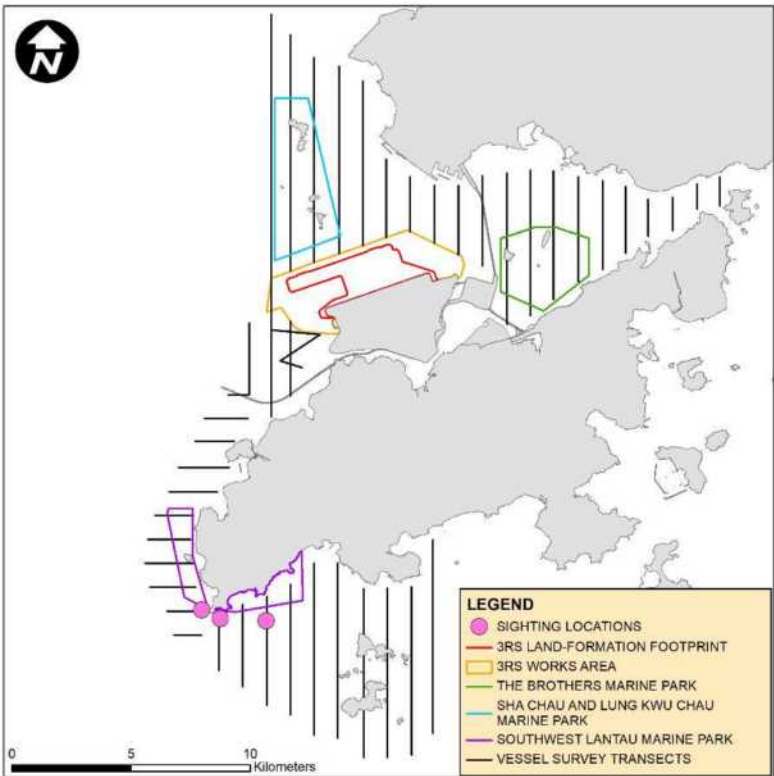 N
LEGEND
SIGHTING LOCATIONS
3RS LAND-FORMATION FOOTPRINT
3RS WORKS AREA
THE BROTHERS MARINE PARK
SHA CHAU AND LUNG KWU CHAU
MARINE PARK
SOUTHWEST LANTAU MARINE PARK
VESSEL SURVEY TRANSECTS
0 5 10
Kilometers